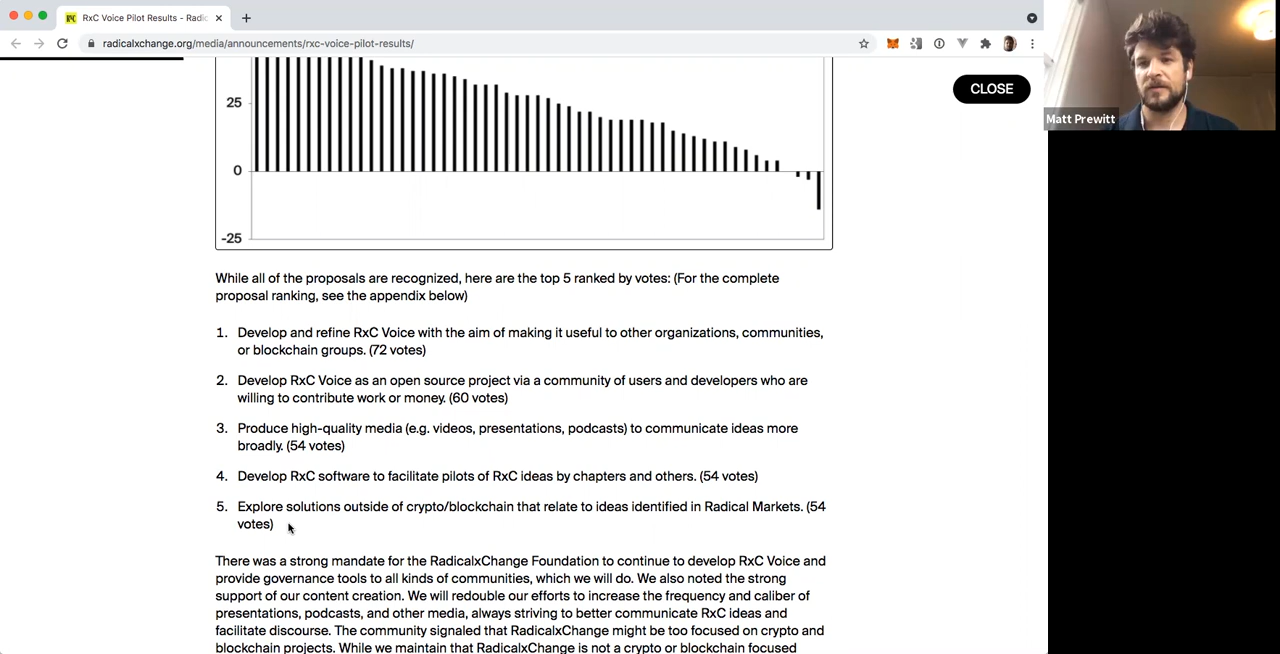 RxC Voice Pilot Results - Radic
radicalxchange.org/media/announcements/rxc-voice-pilot-results/
CLOSE
Matt Prewitt
25
0
-25
While all of the proposals are recognized, here are the top 5 ranked by votes: (For the complete
proposal ranking, see the appendix below)
1. Develop and refine RxC Voice with the aim of making it useful to other organizations, communities,
or blockchain groups. (72 votes)
2. Develop RxC Voice as an open source project via a community of users and developers who are
willing to contribute work or money. (60 votes)
3. Produce high-quality media (e.g. videos, presentations, podcasts) to communicate ideas more
broadly. (54 votes)
4. Develop RxC software to facilitate pilots of RxC ideas by chapters and others. (54 votes)
5. Explore solutions outside of crypto/blockchain that relate to ideas identified in Radical Markets. (54
votes)
There was a strong mandate for the RadicalxChange Foundation to continue to develop RxC Voice and
provide governance tools to all kinds of communities, which we will do. We also noted the strong
support of our content creation. We will redouble our efforts to increase the frequency and caliber of
presentations, podcasts, and other media, always striving to better communicate RxC ideas and
facilitate discourse. The community signaled that RadicalxChange might be too focused on crypto and
blockchain projects. While we maintain that RadicalxChange is not a crypto or blockchain focused